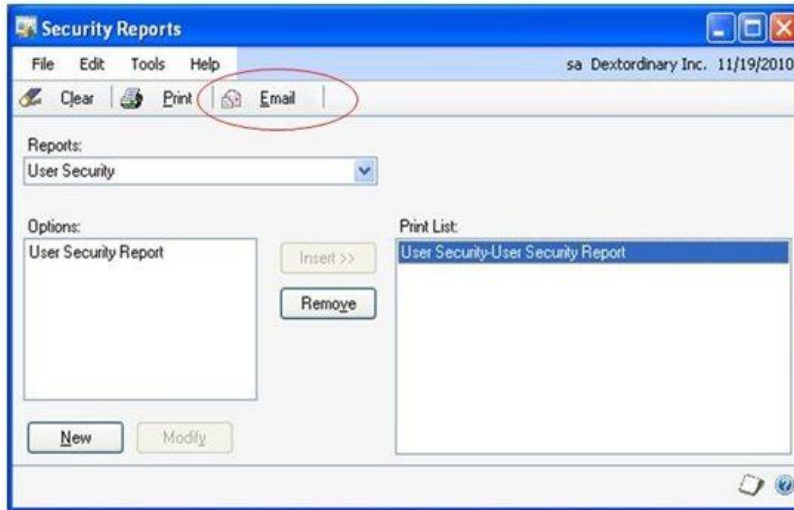 Security Reports
File Edit Tools Help sa Dextordinary Inc. 11/19/2010
Clear Print Email
Reports:
User Security
Options: Print List:
User Security Report Insert >> User Security-User Security Report
Remove
New Modify